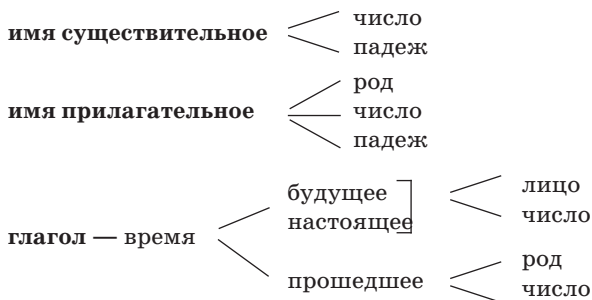 имя существительное
число
падеж
имя прилагательное
род
число
падеж
глагол — время
будущее
настоящее
лицо
число
прошедшее
род
число